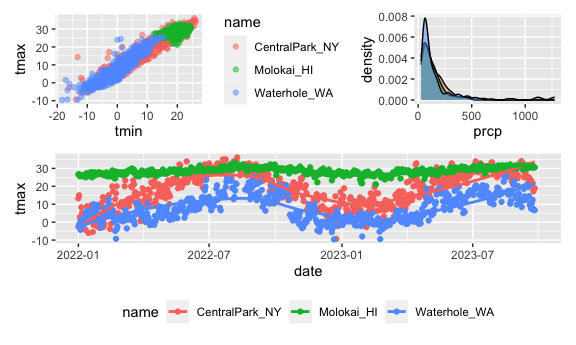 tmax
30
20
10
0
-10
-20 -10 0 10 20
tmin
name
CentralPark_NY
Molokai_HI
Waterhole_WA
density
0.008
0.006
0.004
0.002
0.000
0 500 1000
prcp
tmax
30
20
10
0
-10
2022-01 2022-07 2023-01 2023-07
date
name CentralPark_NY Molokai_HI Waterhole_WA